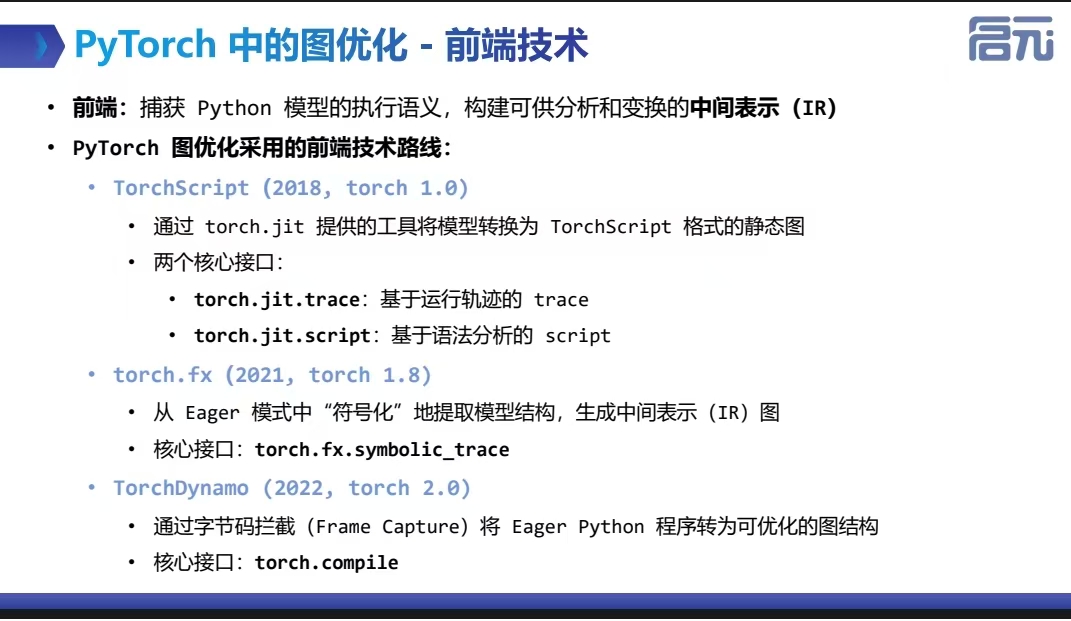 PyTorch 中的图优化 - 前端技术
启元
• 前端：捕获 Python 模型的执行语义，构建可供分析和变换的中间表示（IR）
• PyTorch 图优化采用的前端技术路线：
• TorchScript (2018, torch 1.0)
• 通过 torch.jit 提供的工具将模型转换为 TorchScript 格式的静态图
• 两个核心接口：
• torch.jit.trace：基于运行轨迹的 trace
• torch.jit.script：基于语法分析的 script
• torch.fx (2021, torch 1.8)
• 从 Eager 模式中“符号化”地提取模型结构，生成中间表示（IR）图
• 核心接口：torch.fx.symbolic_trace
• TorchDynamo (2022, torch 2.0)
• 通过字节码拦截（Frame Capture）将 Eager Python 程序转为可优化的图结构
• 核心接口：torch.compile